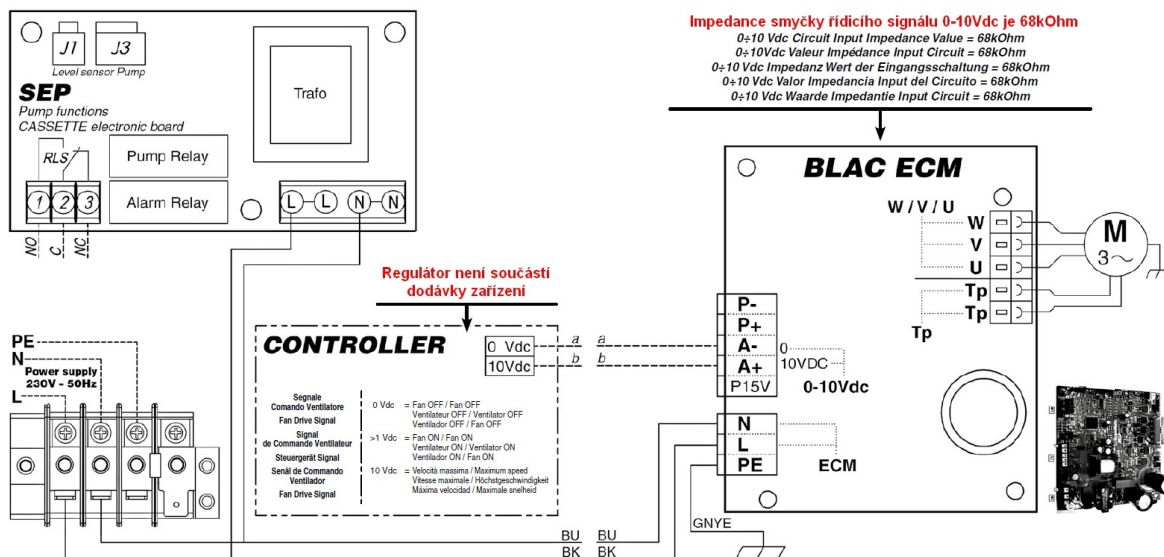 J1
J3
Level sensor Pump
SEP
Pump functions
CASSETTE electronic board
Trafo
RLS
Pump Relay
Alarm Relay
1
2
3
L
L
N
N
NO
C
NC
Impedance smyčky řídicího signálu 0-10Vdc je 68kOhm
0÷10 Vdc Circuit Input Impedance Value = 68kOhm
0÷10Vdc Valeur Impédance Input Circuit = 68kOhm
0÷10 Vdc Impedanz Wert der Eingangsschaltung = 68kOhm
0÷10 Vdc Valor Impedancia Input del Circuito = 68kOhm
0÷10 Vdc Waarde Impedantie Input Circuit = 68kOhm
BLAC ECM
W / V / U
W
V
U
Tp
Tp
Tp
M
3~
P-
P+
A-
A+
P15V
0
10VDC
0-10Vdc
N
L
PE
ECM
GNYE
Regulátor není součástí
dodávky zařízení
CONTROLLER
0 Vdc
10Vdc
a
a
b
b
Segnale
Comando Ventilatore
Fan Drive Signal
Signal
de Commande Ventilateur
Steuergerät Signal
Senãl de Commando
Ventilador
Fan Drive Signal
0 Vdc = Fan OFF / Fan OFF
Ventilateur OFF / Ventilator OFF
Ventilador OFF / Fan OFF
>1 Vdc = Fan ON / Fan ON
Ventilateur ON / Ventilator ON
Ventilador ON / Fan ON
10 Vdc = Velocità massima / Maximum speed
Vitesse maximale / Höchstgeschwindigkeit
Máxima velocidad / Maximale snelheid
PE
N
Power supply
230V - 50Hz
L
BU
BU
BK
BK